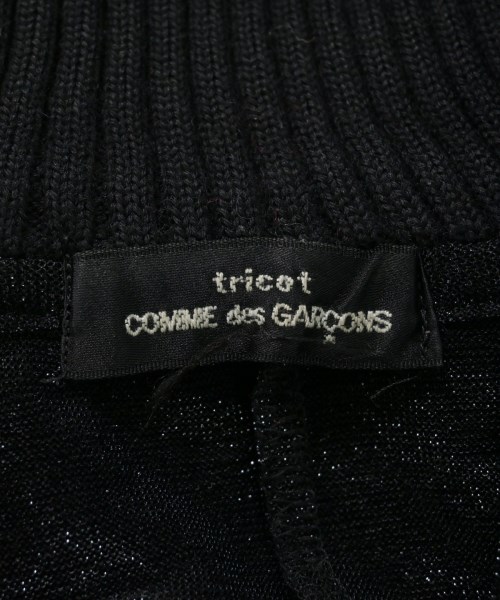 tricot
COMME des GARÇONS
*